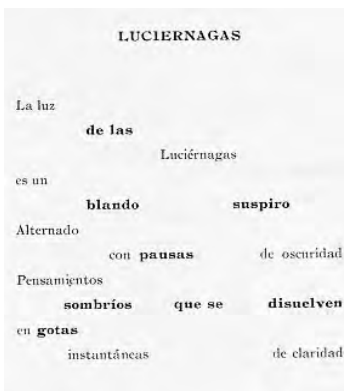 LUCIERNAGAS
La luz
de las
Luciérnagas
es un
blando suspiro
Alternado
con pausas de oscuridad
Pensamientos
sombríos que se disuelven
en gotas
instantáneas de claridad